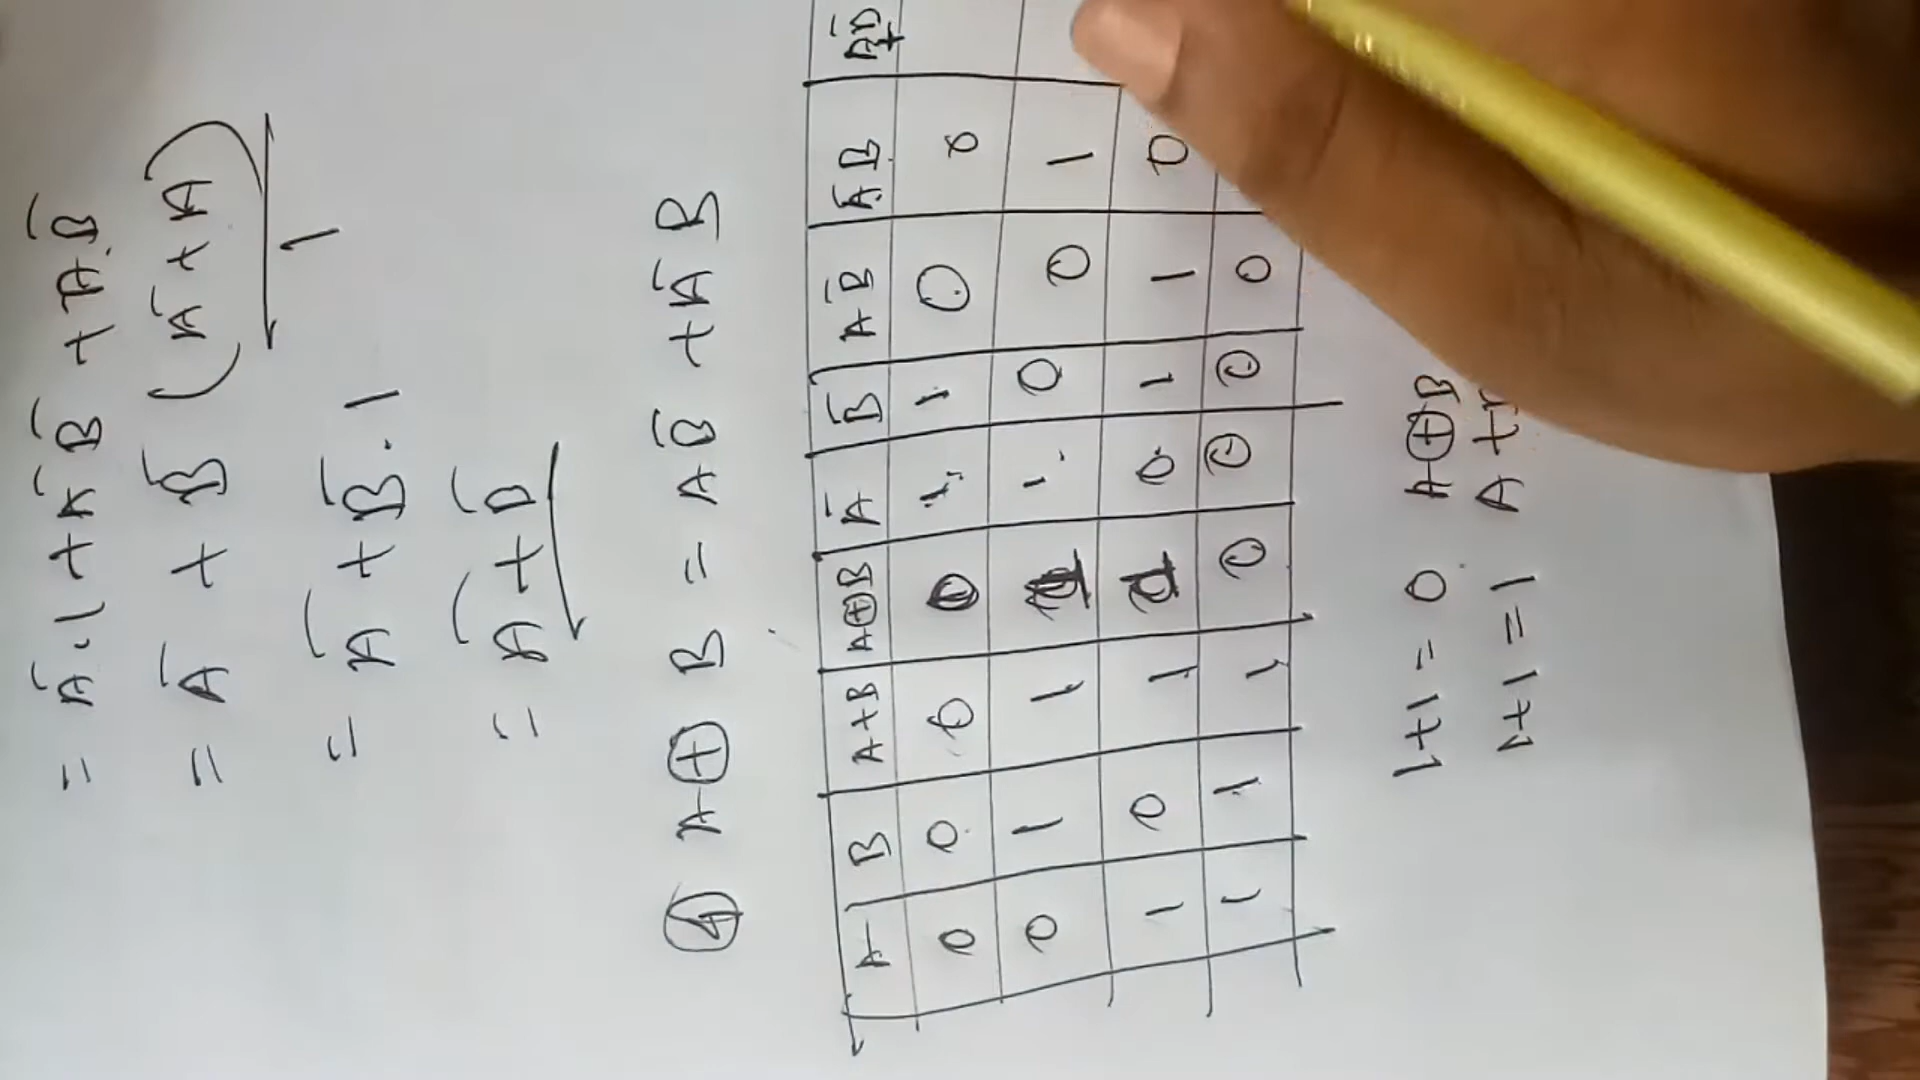 = Ā.1 + ĀB̄ + A.B̄
= Ā + B̄ (Ā + A)
1
= Ā + B̄.1
= Ā + B̄
④ A ⊕ B = AB̄ + ĀB
A B A+B A⊕B Ā B̄ AB̄ ĀB
0 0 0 0 1 1 0 0
0 1 1 1 1 0 0 1
1 0 1 1 0 1 1 0
1 1 1 0 0 0 0
1+1 = 0 A⊕B
1+1 = 1 A +